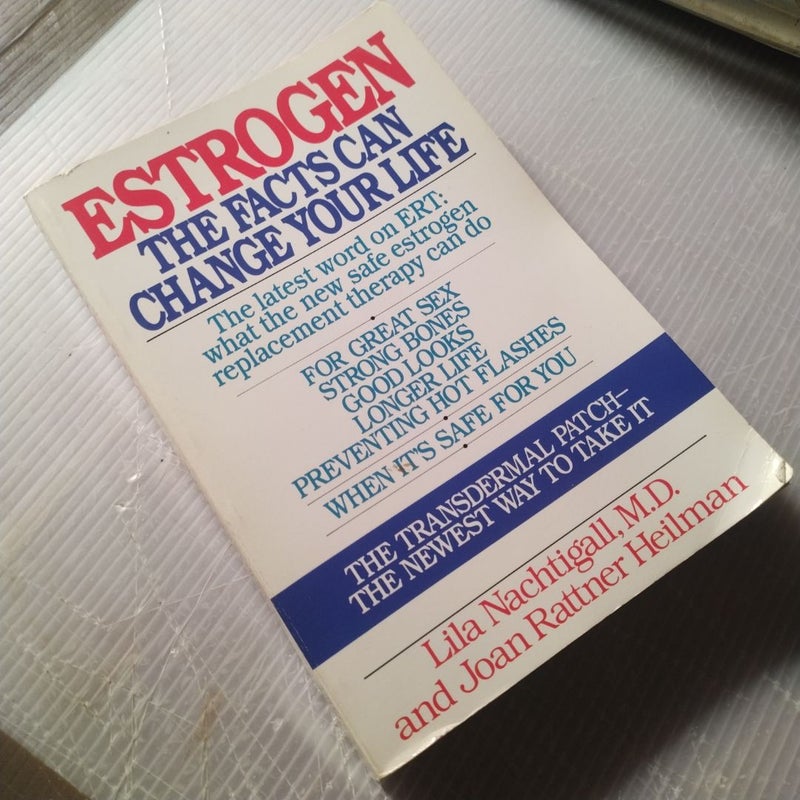 ESTROGEN
THE FACTS CAN
CHANGE YOUR LIFE
The latest word on ERT:
what the new safe estrogen
replacement therapy can do
FOR GREAT SEX
STRONG BONES
GOOD LOOKS
LONGER LIFE
PREVENTING HOT FLASHES
WHEN IT'S SAFE FOR YOU
THE TRANSDERMAL PATCH—
THE NEWEST WAY TO TAKE IT
Lila Nachtigall, M.D.
and Joan Rattner Heilman